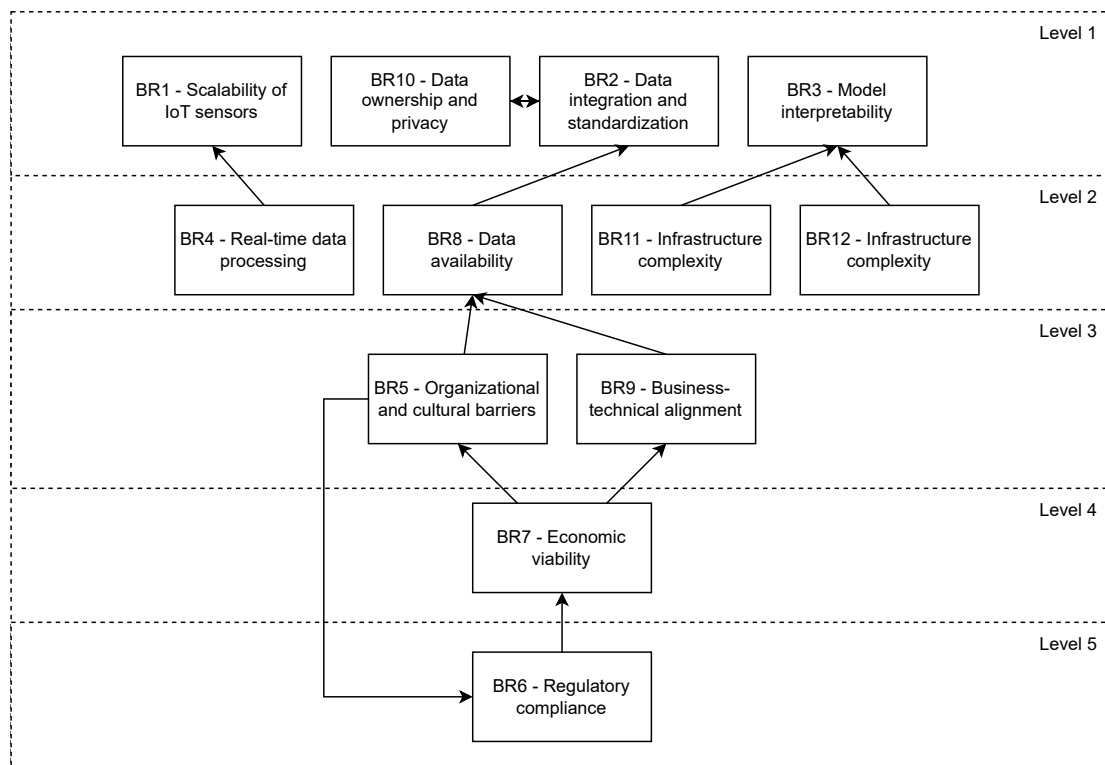 Level 1
BR1 - Scalability of
IoT sensors
BR10 - Data
ownership and
privacy
BR2 - Data
integration and
standardization
BR3 - Model
interpretability
Level 2
BR4 - Real-time data
processing
BR8 - Data
availability
BR11 - Infrastructure
complexity
BR12 - Infrastructure
complexity
Level 3
BR5 - Organizational
and cultural barriers
BR9 - Business-
technical alignment
Level 4
BR7 - Economic
viability
Level 5
BR6 - Regulatory
compliance